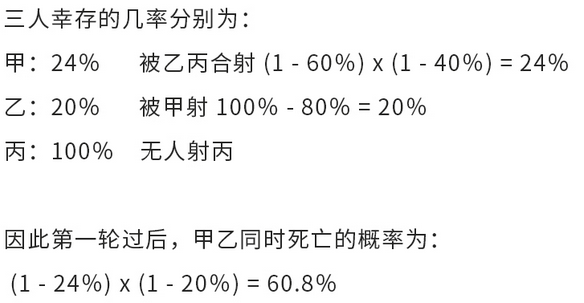 三人幸存的几率分别为：
甲：24% 被乙丙合射 (1 - 60%) x (1 - 40%) = 24%
乙：20% 被甲射 100% - 80% = 20%
丙：100% 无人射丙
因此第一轮过后，甲乙同时死亡的概率为：
(1 - 24%) x (1 - 20%) = 60.8%